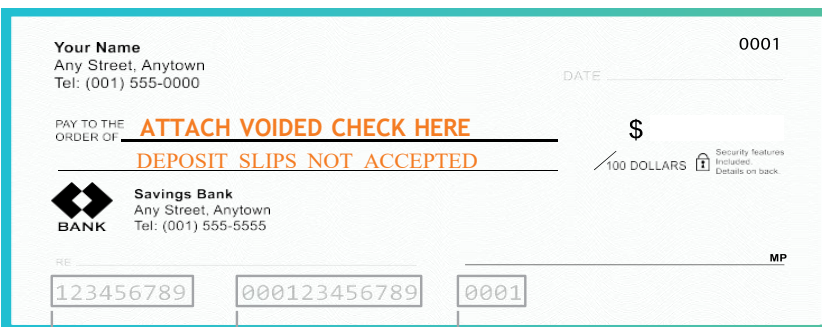 Your Name
Any Street, Anytown
Tel: (001) 555-0000
0001
DATE
PAY TO THE
ORDER OF
ATTACH VOIDED CHECK HERE
$
DEPOSIT SLIPS NOT ACCEPTED
/100 DOLLARS
Security features
Included.
Details on back.
BANK
Savings Bank
Any Street, Anytown
Tel: (001) 555-5555
RE
MP
123456789 000123456789 0001